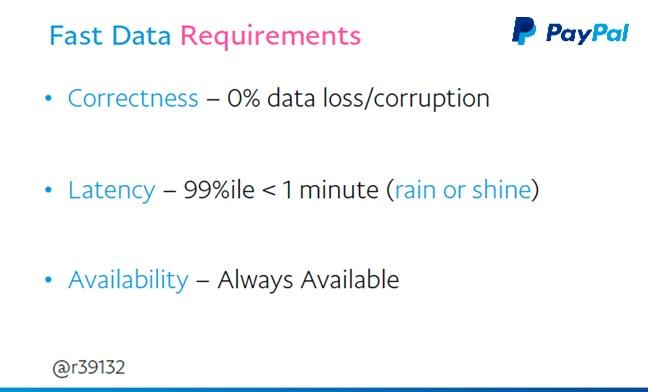 Fast Data Requirements
PayPal
• Correctness – 0% data loss/corruption
• Latency – 99%ile < 1 minute (rain or shine)
• Availability – Always Available
@r39132